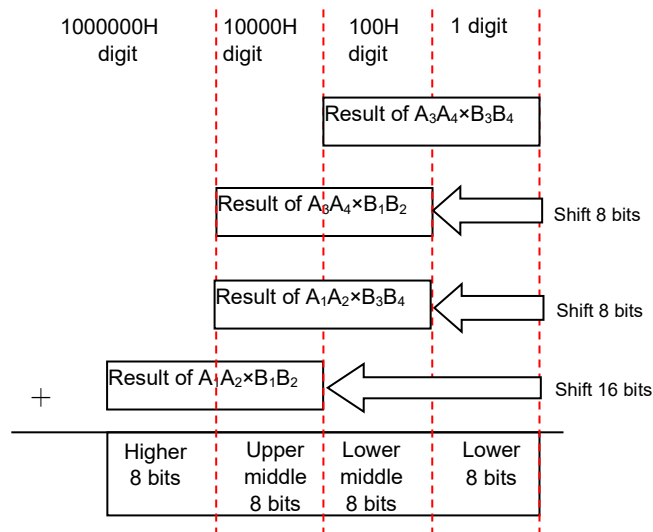 1000000H
digit
10000H
digit
100H
digit
1 digit
Result of A₃A₄×B₃B₄
Result of A₃A₄×B₁B₂
Shift 8 bits
Result of A₁A₂×B₃B₄
Shift 8 bits
Result of A₁A₂×B₁B₂
Shift 16 bits
+
Higher
8 bits
Upper
middle
8 bits
Lower
middle
8 bits
Lower
8 bits